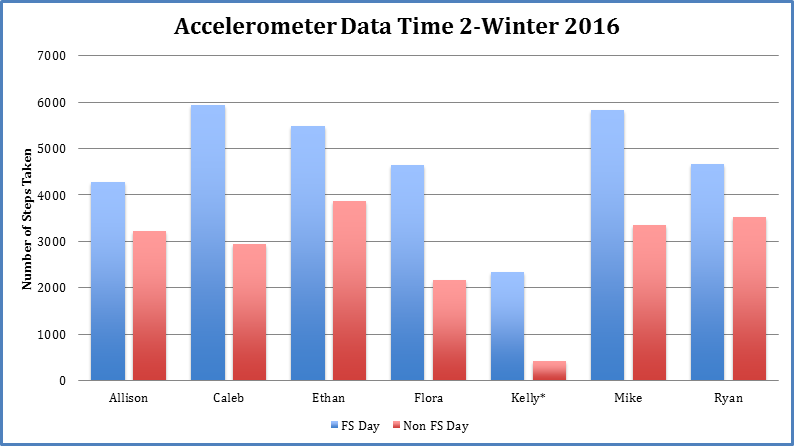 Accelerometer Data Time 2-Winter 2016
Number of Steps Taken
7000
6000
5000
4000
3000
2000
1000
0
Allison Caleb Ethan Flora Kelly* Mike Ryan
FS Day Non FS Day